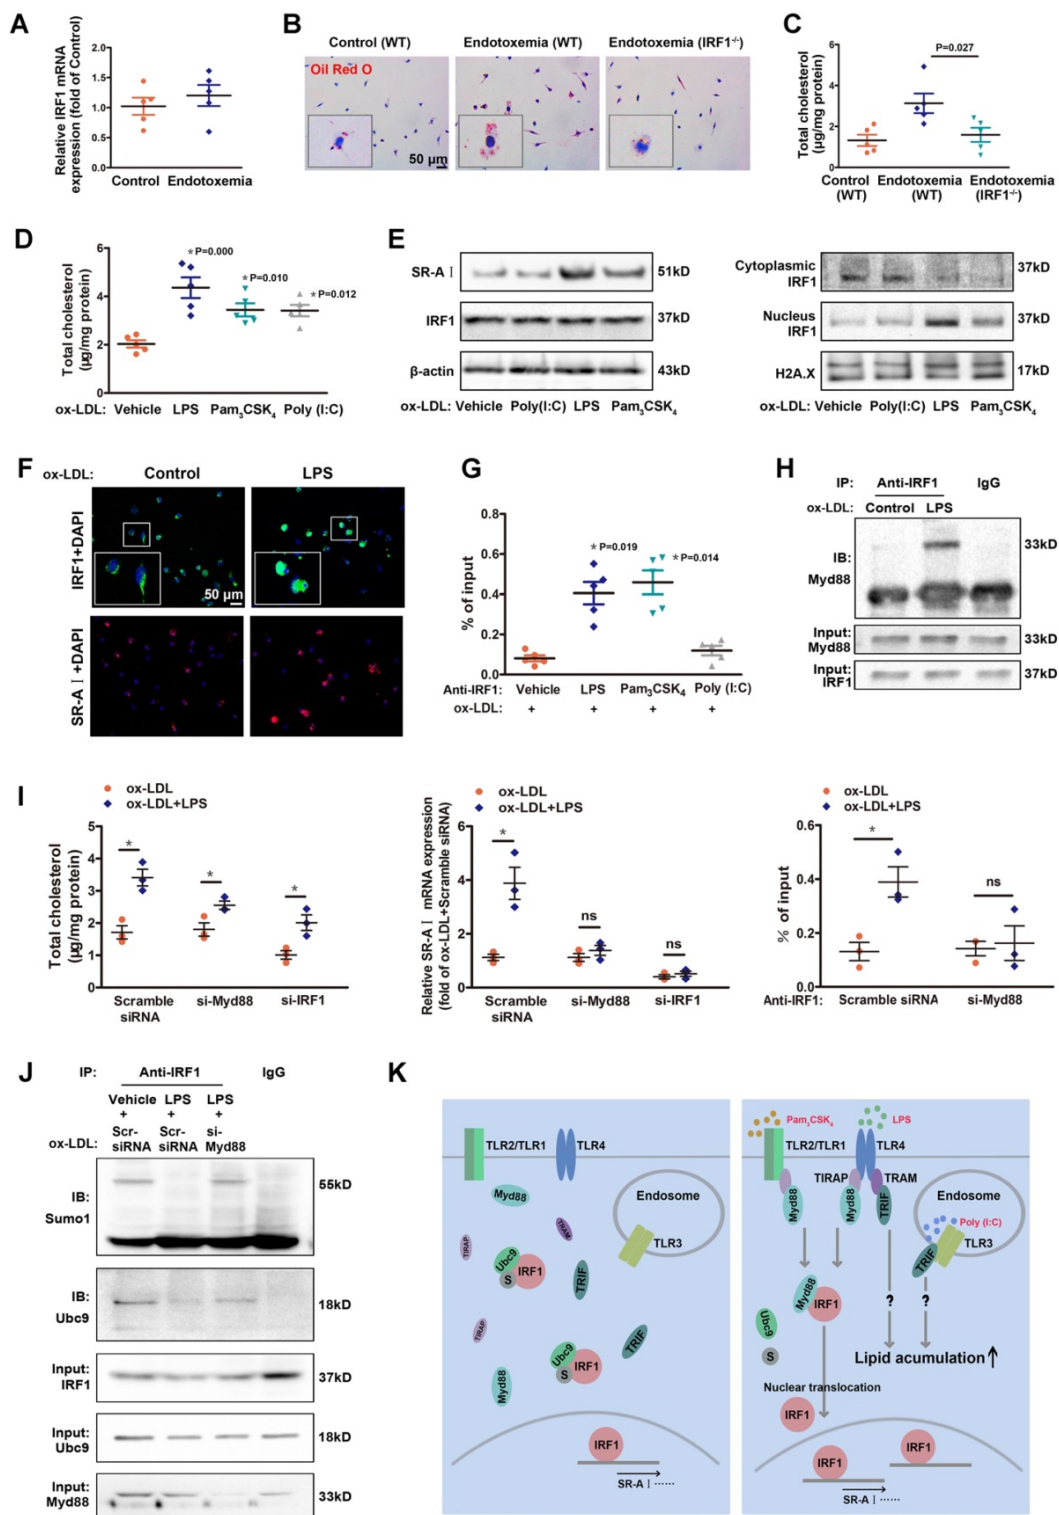 A
Relative IRF1 mRNA
expression (fold of Control)
2.0
1.5
1.0
0.5
0.0
Control Endotoxemia
B
Control (WT) Endotoxemia (WT) Endotoxemia (IRF1-/-)
Oil Red O
50 μm
C
Total cholesterol
(μg/mg protein)
8
6
4
2
0
P=0.027
Control Endotoxemia Endotoxemia
(WT) (WT) (IRF1-/-)
D
Total cholesterol
(μg/mg protein)
6
4
2
0
* P=0.000
* P=0.010
* P=0.012
ox-LDL: Vehicle LPS Pam3CSK4 Poly (I:C)
E
SR-A Ⅰ 51kD
IRF1 37kD
β-actin 43kD
ox-LDL: Vehicle Poly(I:C) LPS Pam3CSK4
Cytoplasmic
IRF1 37kD
Nucleus
IRF1 37kD
H2A.X 17kD
ox-LDL: Vehicle Poly(I:C) LPS Pam3CSK4
F
ox-LDL: Control LPS
IRF1+DAPI
50 μm
SR-A Ⅰ+DAPI
G
% of input
0.8
0.6
0.4
0.2
0.0
* P=0.019
* P=0.014
Anti-IRF1: Vehicle LPS Pam3CSK4 Poly (I:C)
ox-LDL: + + + +
H
IP: Anti-IRF1 IgG
ox-LDL: Control LPS
IB:
Myd88
33kD
Input:
Myd88 33kD
Input:
IRF1 37kD
I
ox-LDL
ox-LDL+LPS
Total cholesterol
(μg/mg protein)
5
4
3
2
1
0
* * *
Scramble
siRNA
si-Myd88 si-IRF1
ox-LDL
ox-LDL+LPS
Relative SR-A Ⅰ mRNA expression
(fold of ox-LDL+Scramble siRNA)
6
4
2
0
* ns ns
Scramble
siRNA
si-Myd88 si-IRF1
ox-LDL
ox-LDL+LPS
% of input
0.6
0.4
0.2
0.0
* ns
Anti-IRF1: Scramble siRNA si-Myd88
J
IP: Anti-IRF1 IgG
Vehicle LPS LPS
+ + +
ox-LDL: Scr-siRNA Scr-siRNA si-Myd88
IB:
Sumo1
55kD
IB:
Ubc9
18kD
Input:
IRF1 37kD
Input:
Ubc9 18kD
Input:
Myd88 33kD
K
TLR2/TLR1 TLR4
Myd88
TIRAP
TRAM
Endosome
TLR3
Ubc9
S
IRF1
TRIF
TIRAP
TRIF
Myd88
Ubc9
S
IRF1
IRF1
SR-A Ⅰ ······
Pam3CSK4 LPS
TLR2/TLR1 TLR4
TIRAP TRAM
Myd88 Myd88 TRIF
Endosome
Poly (I:C)
TLR3
TRIF
Myd88
IRF1
? ?
Ubc9
S
Lipid acumulation↑
Nuclear translocation
IRF1
IRF1
IRF1
SR-A Ⅰ ······